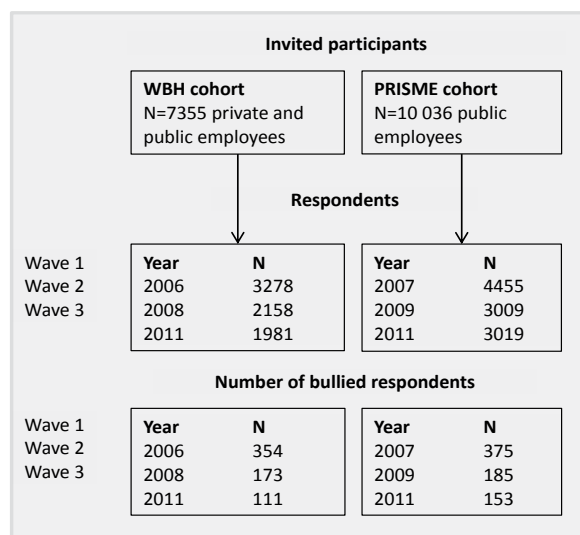 Invited participants
WBH cohort
N=7355 private and
public employees
PRISME cohort
N=10 036 public
employees
Respondents
Wave 1
Wave 2
Wave 3
Year N
2006 3278
2008 2158
2011 1981
Year N
2007 4455
2009 3009
2011 3019
Number of bullied respondents
Wave 1
Wave 2
Wave 3
Year N
2006 354
2008 173
2011 111
Year N
2007 375
2009 185
2011 153